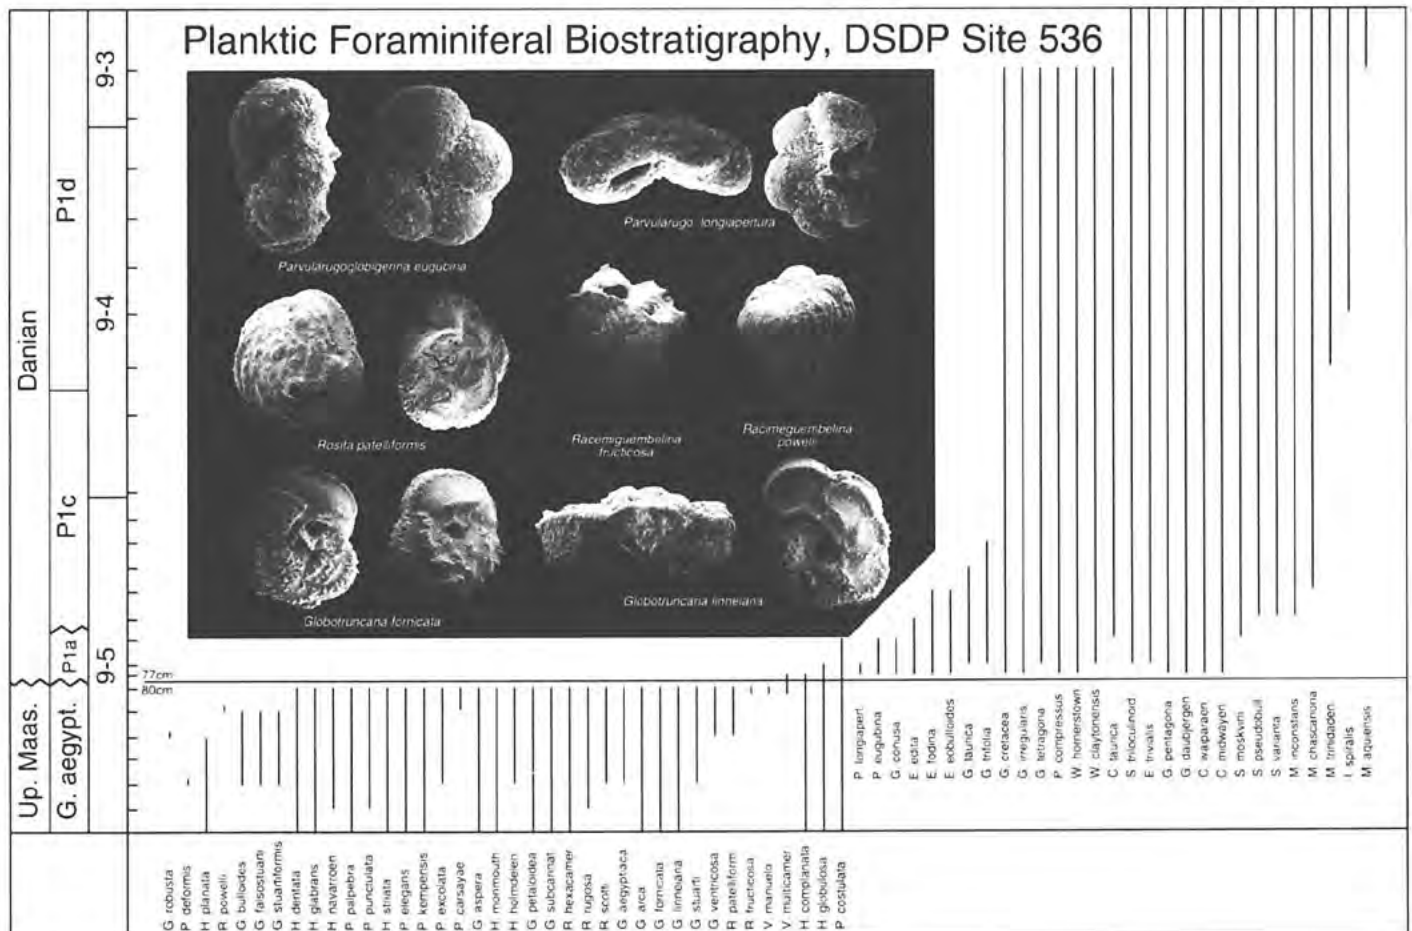 Planktic Foraminiferal Biostratigraphy, DSDP Site 536
Danian
Up. Maas.
P1d
P1c
P1a
G. aegypt.
9-3
9-4
9-5
77cm
80cm
Parvularugoglobigerina eugubina
Parvularugo. longiapertura
Rosita patelliformis
Racemiguembelina
fructicosa
Racimeguembelina
powelli
Globotruncana fornicata
Globotruncana linneiana
P. longiapert.
P. eugubina
G. conusa
E. edita
E. fodina
E. eobulloides
G. taurica
G. trifolia
G. cretacea
G. irregularis
G. tetragona
P. compressus
W. hornerstown
W. claytonensis
C. taurica
S. triloculinoid
E. trivialis
G. pentagona
G. daubjergen
C. waiparaen
C. midwayen
S. moskvini
S. pseudobull
S. varianta
M. inconstans
M. chascanona
M. trinidaden
I. spiralis
M. aquiensis
G. robusta
P. deformis
H. planata
R. powelli
G. bulloides
G. falsostuarti
G. stuartiformis
H. dentata
H. glabrans
H. navarroen
P. palpebra
P. punctulata
H. striata
P. elegans
P. kempensis
P. excolata
P. carsayae
G. aspera
H. monmouth
H. holmdelen
G. petaloidea
G. subcarinat
R. hexacamer
R. rugosa
R. scotti
G. aegyptiaca
G. arca
G. fornicata
G. linneiana
G. stuarti
G. ventricosa
R. patelliform
R. fructicosa
V. manuelo
V. multicamer
H. complanata
H. globulosa
P. costulata